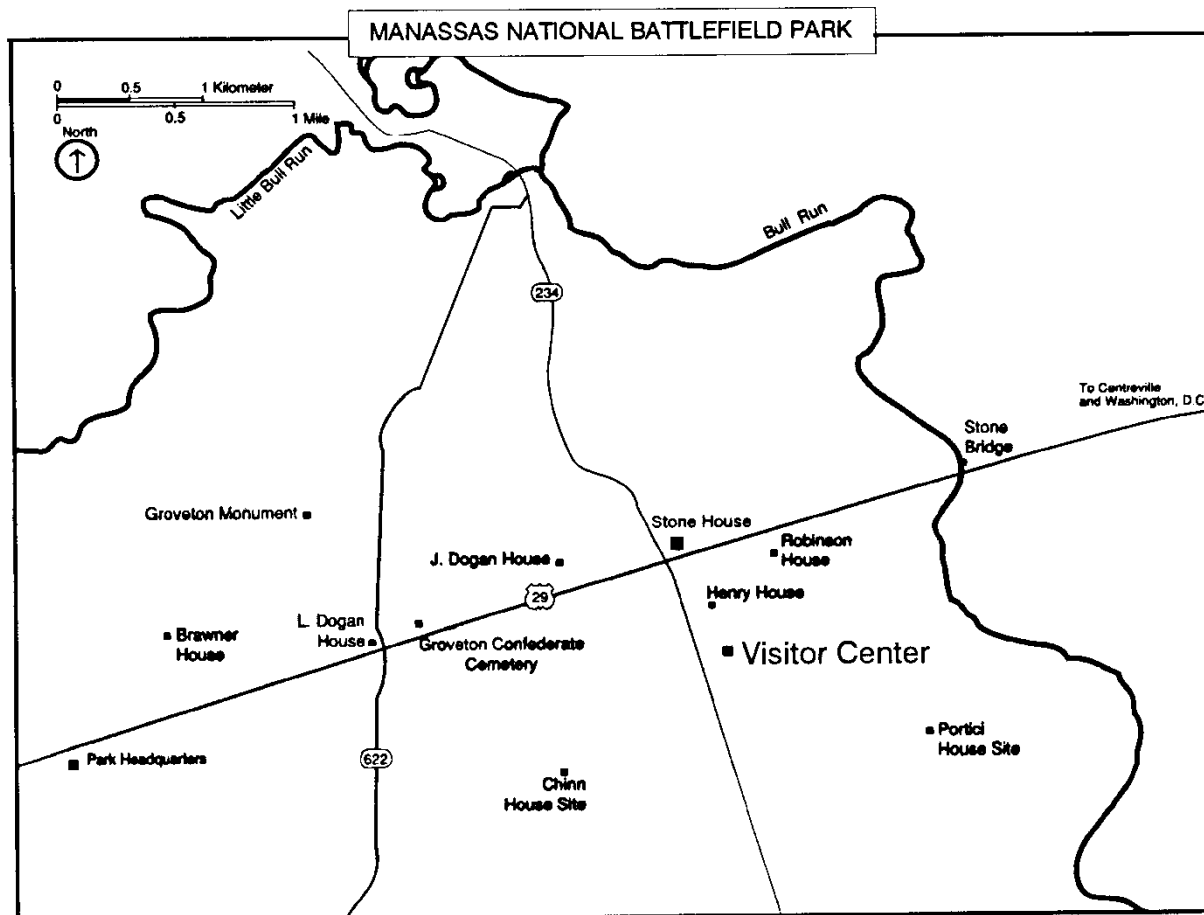 MANASSAS NATIONAL BATTLEFIELD PARK
0 0.5 1 Kilometer
0 0.5 1 Mile
North
Little Bull Run
Bull Run
234
To Centreville
and Washington, D.C.
Stone
Bridge
Groveton Monument
Stone House
Robinson
House
J. Dogan House
29
Henry House
L. Dogan
House
Brawner
House
Groveton Confederate
Cemetery
Visitor Center
Portici
House Site
Park Headquarters
622
Chinn
House Site